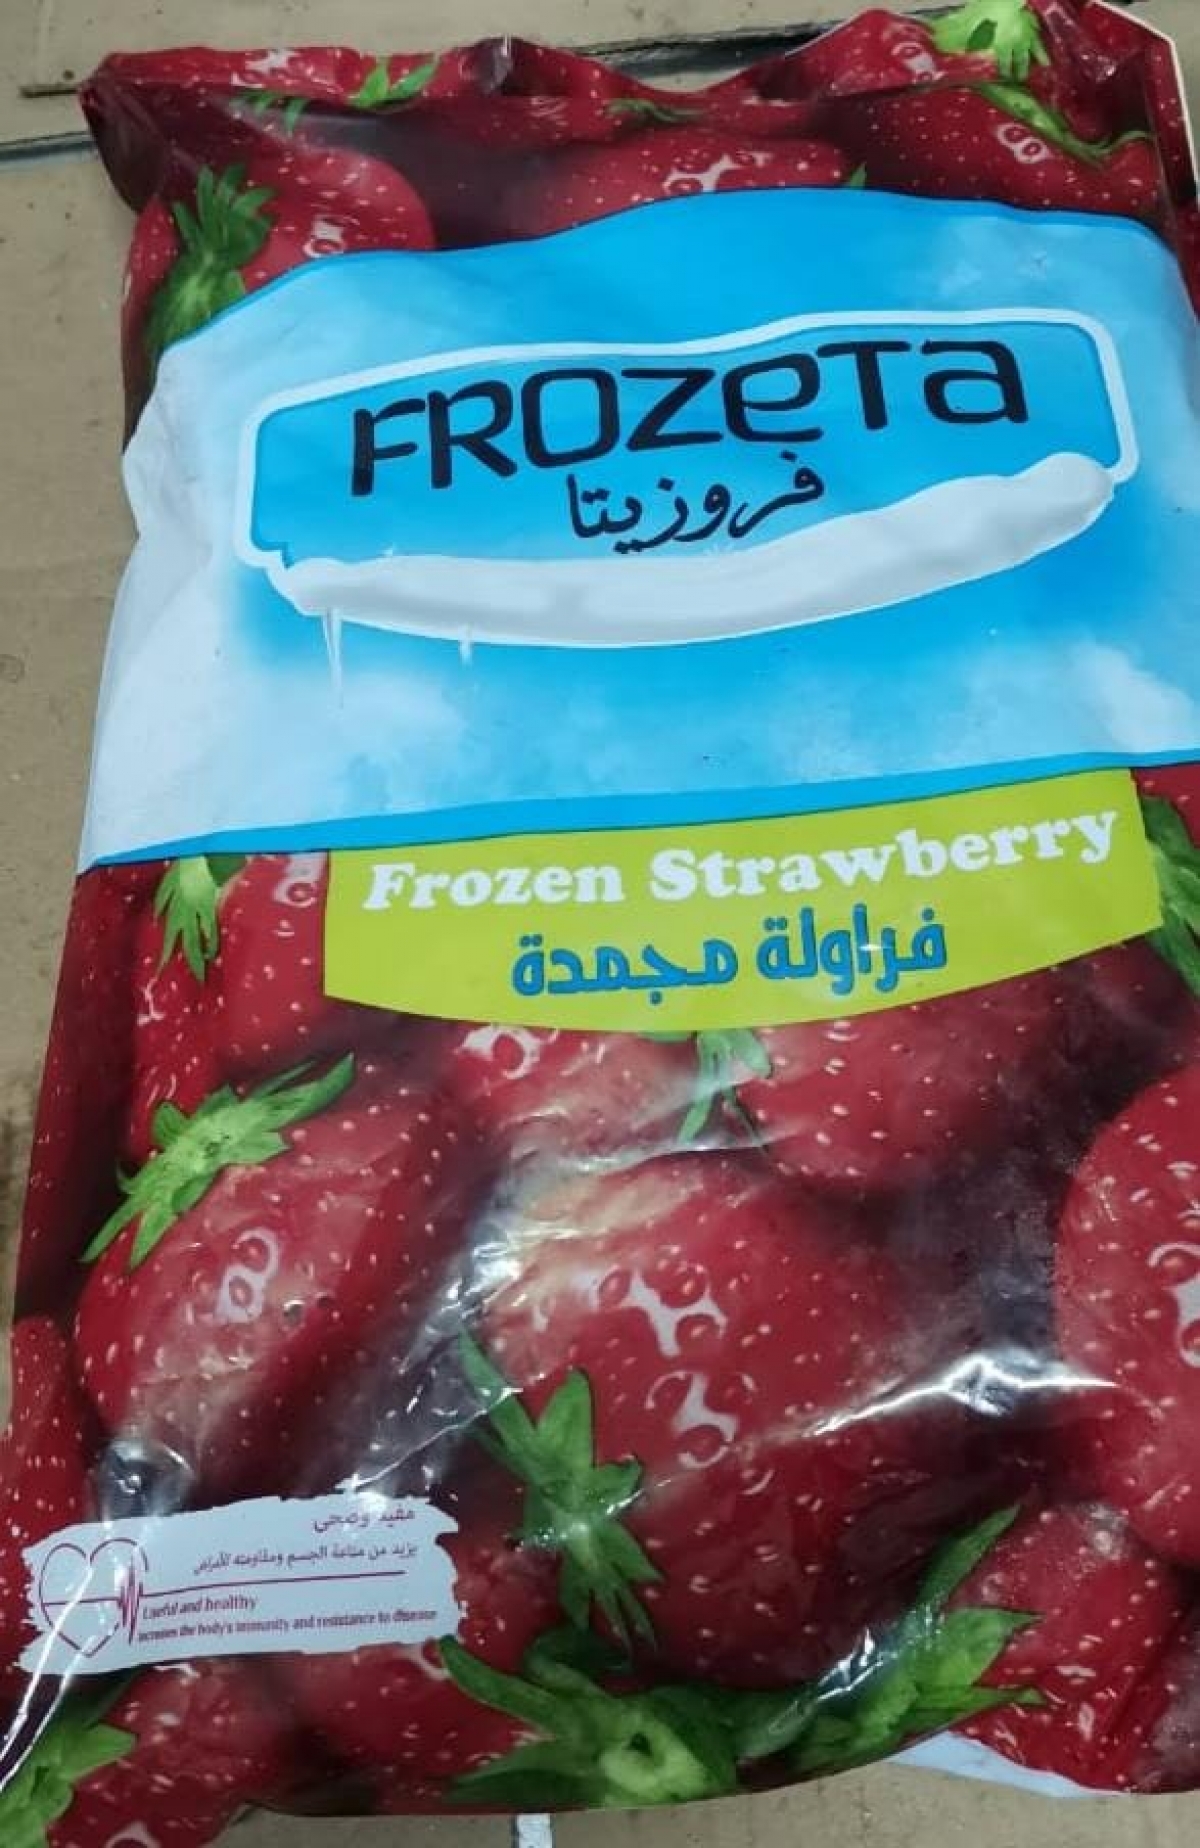 FROZETA
فروزيتا
Frozen Strawberry
فراولة مجمدة
مفيد وصحي
يزيد من مناعة الجسم ومقاومته للأمراض
Useful and healthy
increases the body's immunity and resistance to disease